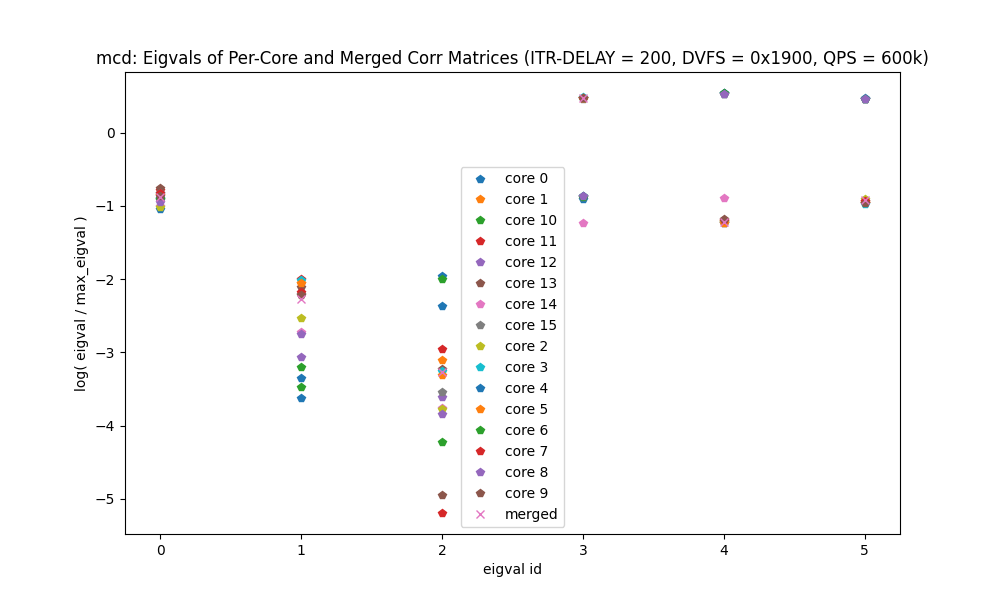 mcd: Eigvals of Per-Core and Merged Corr Matrices (ITR-DELAY = 200, DVFS = 0x1900, QPS = 600k)
log( eigval / max_eigval )
0
−1
−2
−3
−4
−5
core 0
core 1
core 10
core 11
core 12
core 13
core 14
core 15
core 2
core 3
core 4
core 5
core 6
core 7
core 8
core 9
merged
0 1 2 3 4 5
eigval id